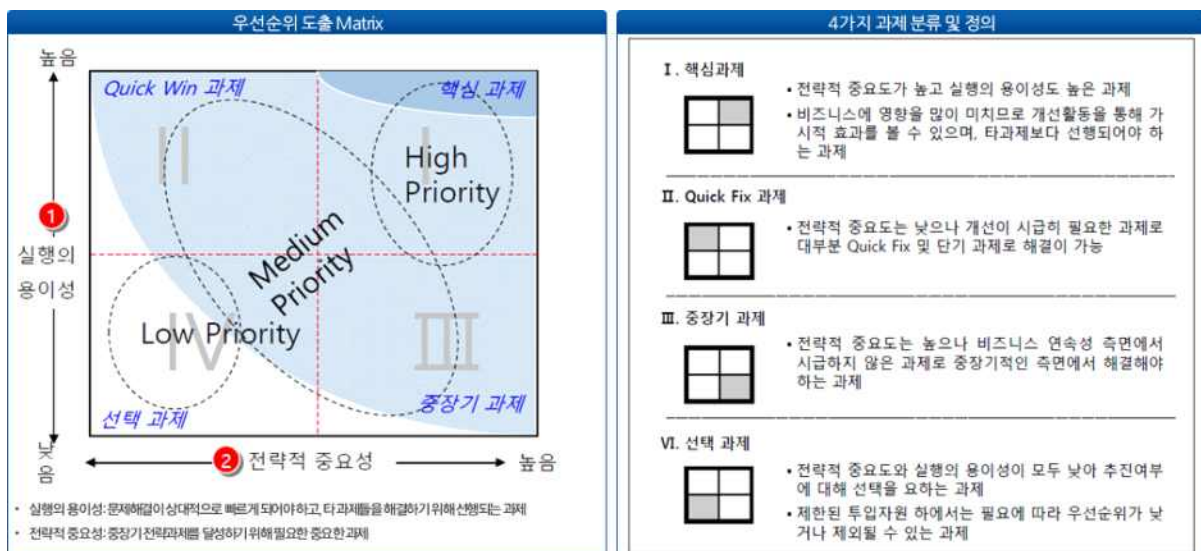 우선순위 도출 Matrix
높음
Quick Win 과제
핵심 과제
II
I
High
Priority
1
실행의
용이성
Medium
Priority
Low Priority
IV
III
선택 과제
중장기 과제
낮
음
2 전략적 중요성
높음
• 실행의 용이성: 문제해결이 상대적으로 빠르게 되어야 하고, 타 과제들을 해결하기 위해 선행되는 과제
• 전략적 중요성: 중장기 전략과제를 달성하기 위해 필요한 중요한 과제
4가지 과제 분류 및 정의
I. 핵심과제
• 전략적 중요도가 높고 실행의 용이성도 높은 과제
• 비즈니스에 영향을 많이 미치므로 개선활동을 통해 가
시적 효과를 볼 수 있으며, 타과제보다 선행되어야 하
는 과제
II. Quick Fix 과제
• 전략적 중요도는 낮으나 개선이 시급히 필요한 과제로
대부분 Quick Fix 및 단기 과제로 해결이 가능
III. 중장기 과제
• 전략적 중요도는 높으나 비즈니스 연속성 측면에서
시급하지 않은 과제로 중장기적인 측면에서 해결해야
하는 과제
VI. 선택 과제
• 전략적 중요도와 실행의 용이성이 모두 낮아 추진여부
에 대해 선택을 요하는 과제
• 제한된 투입자원 하에서는 필요에 따라 우선순위가 낮
거나 제외될 수 있는 과제